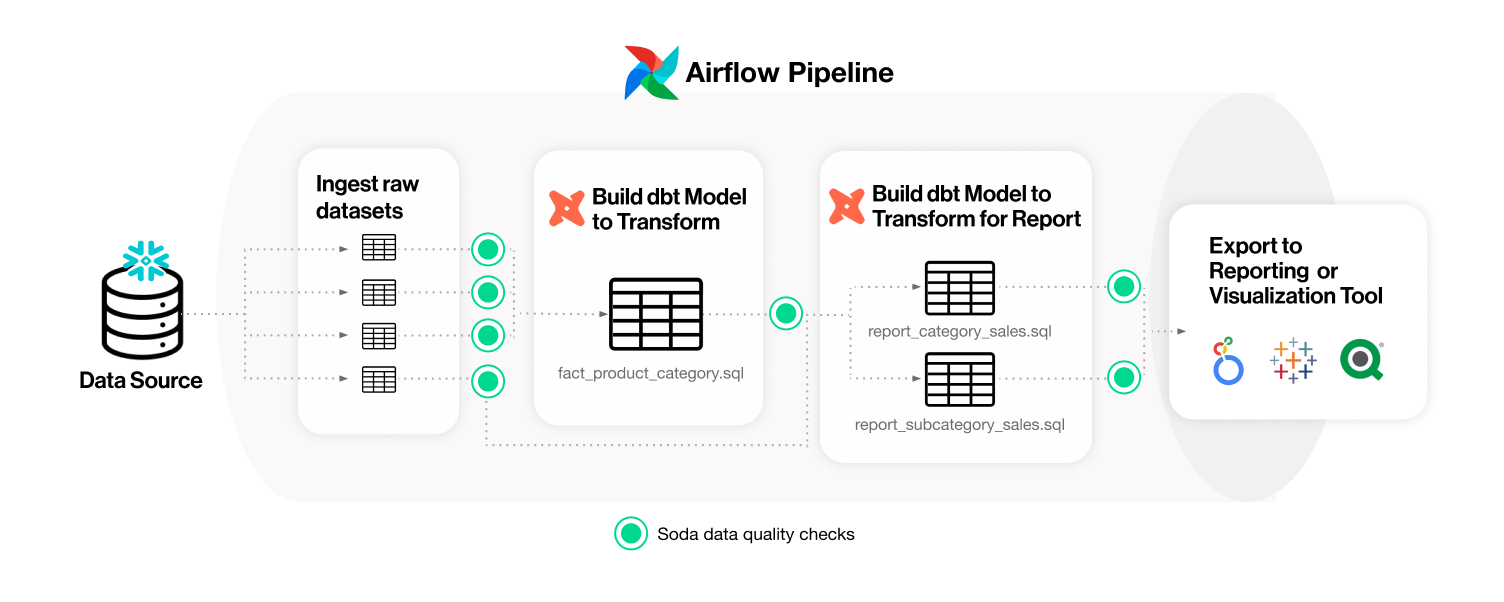 Airflow Pipeline
Ingest raw
datasets
Build dbt Model
to Transform
Build dbt Model to
Transform for Report
Export to
Reporting or
Visualization Tool
Data Source
fact_product_category.sql
report_category_sales.sql
report_subcategory_sales.sql
®
Soda data quality checks